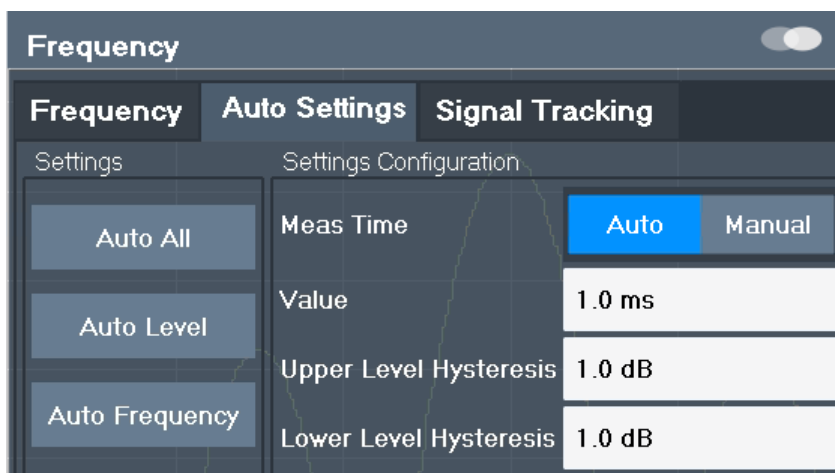 Frequency
Frequency Auto Settings Signal Tracking
Settings
Auto All
Auto Level
Auto Frequency
Settings Configuration
Meas Time Auto Manual
Value 1.0 ms
Upper Level Hysteresis 1.0 dB
Lower Level Hysteresis 1.0 dB